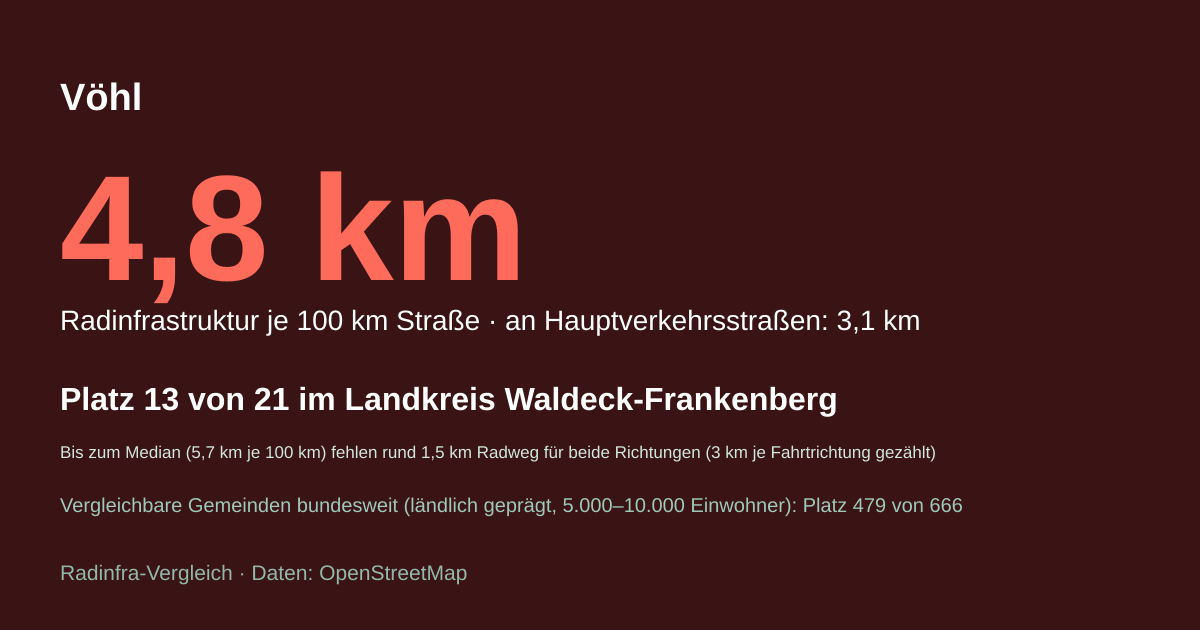 Vöhl
4,8 km
Radinfrastruktur je 100 km Straße · an Hauptverkehrsstraßen: 3,1 km
Platz 13 von 21 im Landkreis Waldeck-Frankenberg
Bis zum Median (5,7 km je 100 km) fehlen rund 1,5 km Radweg für beide Richtungen (3 km je Fahrtrichtung gezählt)
Vergleichbare Gemeinden bundesweit (ländlich geprägt, 5.000–10.000 Einwohner): Platz 479 von 666
Radinfra-Vergleich · Daten: OpenStreetMap